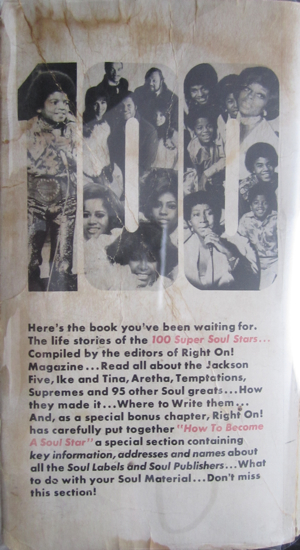 100
Here's the book you've been waiting for.
The life stories of the 100 Super Soul Stars...
Compiled by the editors of Right On!
Magazine...Read all about the Jackson
Five, Ike and Tina, Aretha, Temptations,
Supremes and 95 other Soul greats...How
they made it...Where to Write them...
And, as a special bonus chapter, Right On!
has carefully put together "How To Become
A Soul Star" a special section containing
key information, addresses and names about
all the Soul Labels and Soul Publishers...What
to do with your Soul Material...Don't miss
this section!